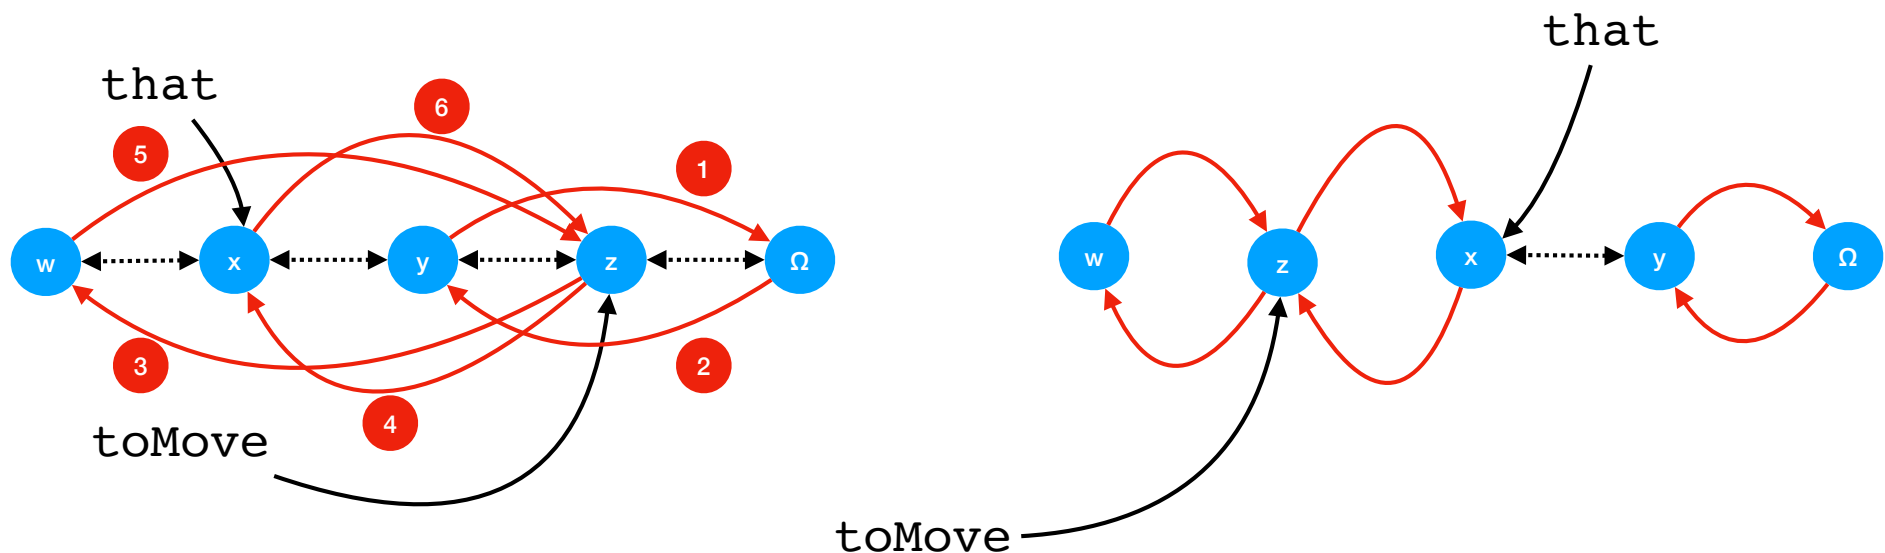 that
6
5
1
w x y z Ω
3
2
4
toMove
that
w z x y Ω
toMove